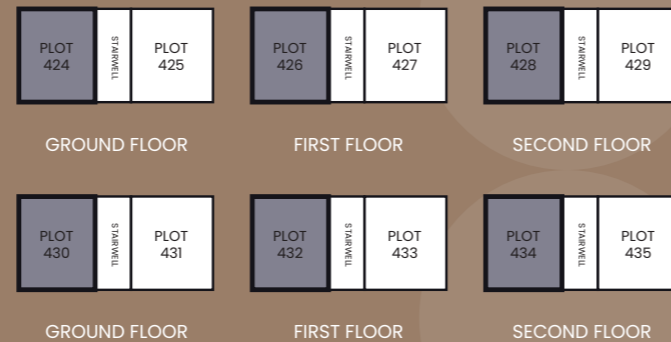 PLOT
424
STAIRWELL
PLOT
425
PLOT
426
STAIRWELL
PLOT
427
PLOT
428
STAIRWELL
PLOT
429
GROUND FLOOR
FIRST FLOOR
SECOND FLOOR
PLOT
430
STAIRWELL
PLOT
431
PLOT
432
STAIRWELL
PLOT
433
PLOT
434
STAIRWELL
PLOT
435
GROUND FLOOR
FIRST FLOOR
SECOND FLOOR